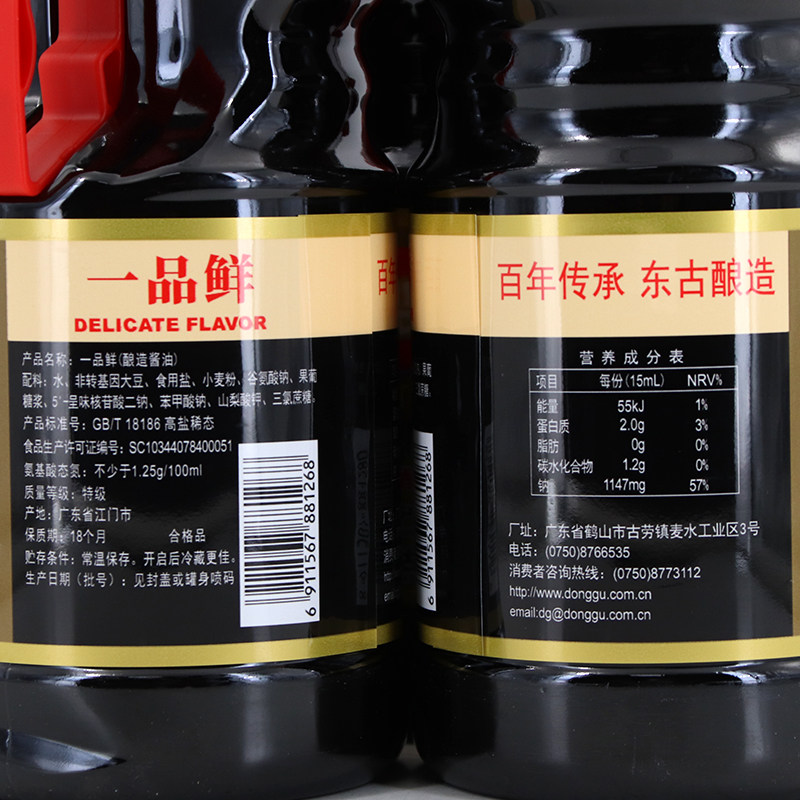 一品鲜
DELICATE FLAVOR
产品名称：一品鲜(酿造酱油)
配料：水、非转基因大豆、食用盐、小麦粉、谷氨酸钠、果葡
糖浆、5'-呈味核苷酸二钠、苯甲酸钠、山梨酸钾、三氯蔗糖。
产品标准号：GB/T 18186 高盐稀态
食品生产许可证编号：SC10344078400051
氨基酸态氮：不少于1.25g/100ml
质量等级：特级
产地：广东省江门市
保质期：18个月 合格品
贮存条件：常温保存。开启后冷藏更佳。
生产日期（批号）：见封盖或罐身喷码
6 911567 881268
百年
百年传承 东古酿造
营养成分表
项目 每份（15mL） NRV%
能量 55kJ 1%
蛋白质 2.0g 3%
脂肪 0g 0%
碳水化合物 1.2g 0%
钠 1147mg 57%
厂址：广东省鹤山市古劳镇麦水工业区3号
电话：(0750)8766535
消费者咨询热线：(0750)8773112
http://www.donggu.com.cn
email:dg@donggu.com.cn
6 911567 881268